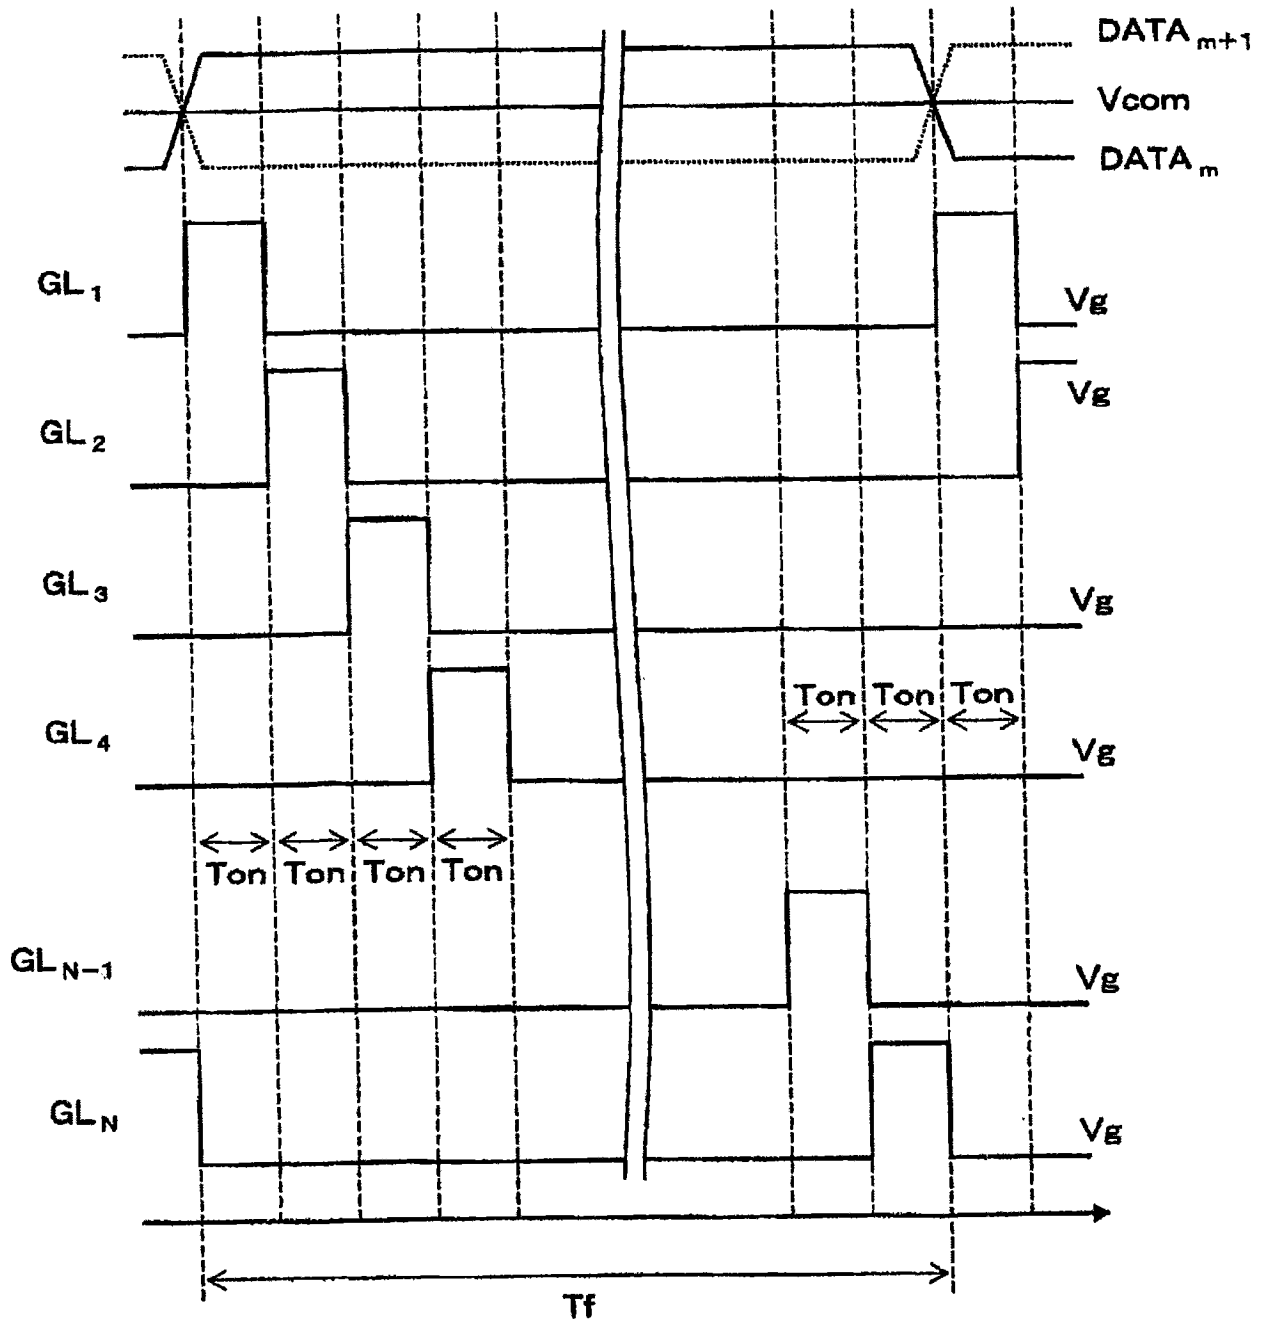 DATA m+1
Vcom
DATA m
GL 1
Vg
GL 2
Vg
GL 3
Vg
Ton Ton Ton
GL 4
Vg
Ton Ton Ton Ton
GL N-1
Vg
GL N
Vg
Tf